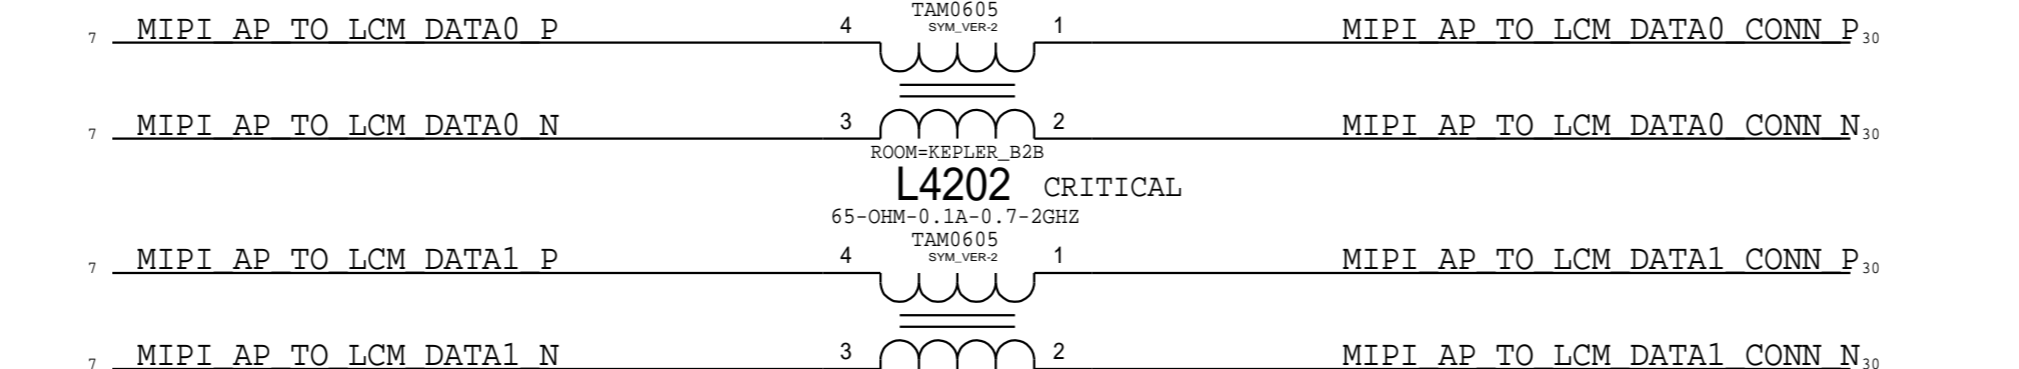 TAM0605
SYM_VER-2
7 MIPI_AP_TO_LCM_DATA0_P 4 1 MIPI_AP_TO_LCM_DATA0_CONN_P 30
7 MIPI_AP_TO_LCM_DATA0_N 3 2 MIPI_AP_TO_LCM_DATA0_CONN_N 30
ROOM=KEPLER_B2B
L4202 CRITICAL
65-OHM-0.1A-0.7-2GHZ
TAM0605
SYM_VER-2
7 MIPI_AP_TO_LCM_DATA1_P 4 1 MIPI_AP_TO_LCM_DATA1_CONN_P 30
7 MIPI_AP_TO_LCM_DATA1_N 3 2 MIPI_AP_TO_LCM_DATA1_CONN_N 30